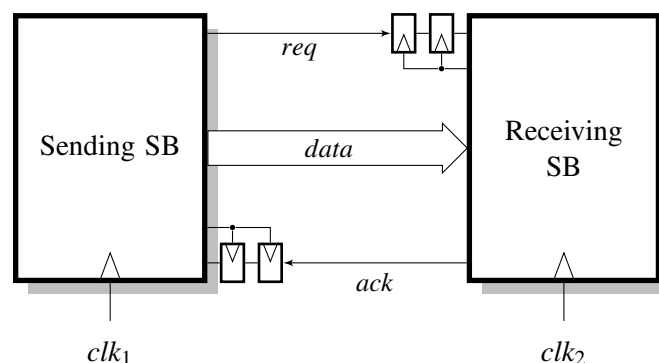 req
Sending SB
data
Receiving
SB
ack
clk1
clk2